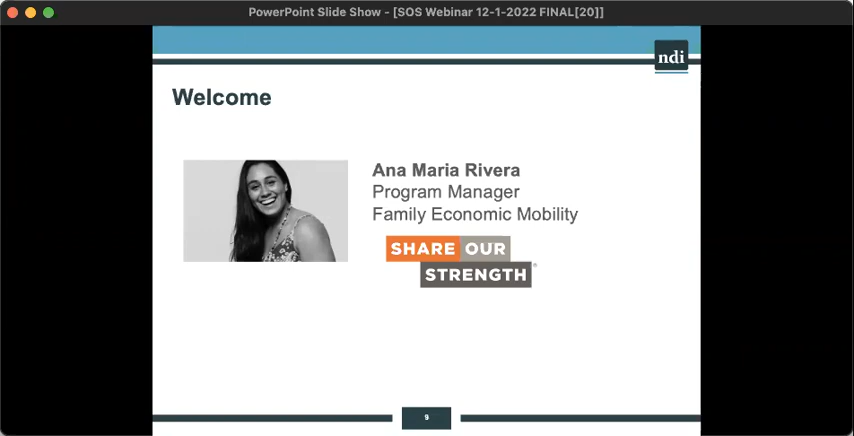 PowerPoint Slide Show - [SOS Webinar 12-1-2022 FINAL[20]]
ndi
Welcome
Ana Maria Rivera
Program Manager
Family Economic Mobility
SHARE OUR
STRENGTH®
9